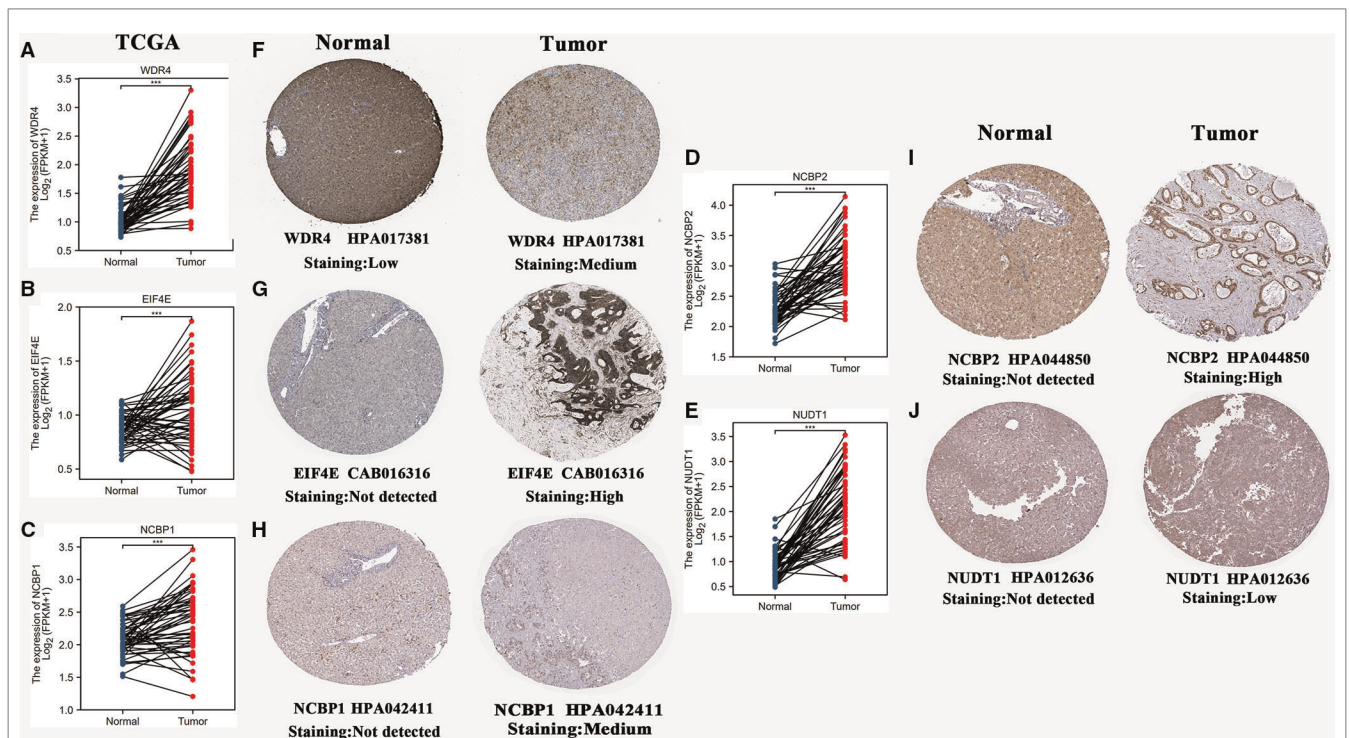 TCGA
Normal
Tumor
A
WDR4
***
The expression of WDR4
Log2 (FPKM+1)
3.5
3.0
2.5
2.0
1.5
1.0
0.5
Normal
Tumor
F
WDR4 HPA017381
Staining:Low
WDR4 HPA017381
Staining:Medium
B
EIF4E
***
The expression of EIF4E
Log2 (FPKM+1)
2.0
1.5
1.0
0.5
Normal
Tumor
G
EIF4E CAB016316
Staining:Not detected
EIF4E CAB016316
Staining:High
C
NCBP1
***
The expression of NCBP1
Log2 (FPKM+1)
3.5
3.0
2.5
2.0
1.5
1.0
Normal
Tumor
H
NCBP1 HPA042411
Staining:Not detected
NCBP1 HPA042411
Staining:Medium
Normal
Tumor
D
NCBP2
***
The expression of NCBP2
Log2 (FPKM+1)
4.0
3.5
3.0
2.5
2.0
1.5
Normal
Tumor
I
NCBP2 HPA044850
Staining:Not detected
NCBP2 HPA044850
Staining:High
E
NUDT1
***
The expression of NUDT1
Log2 (FPKM+1)
3.5
3.0
2.5
2.0
1.5
1.0
0.5
Normal
Tumor
J
NUDT1 HPA012636
Staining:Not detected
NUDT1 HPA012636
Staining:Low